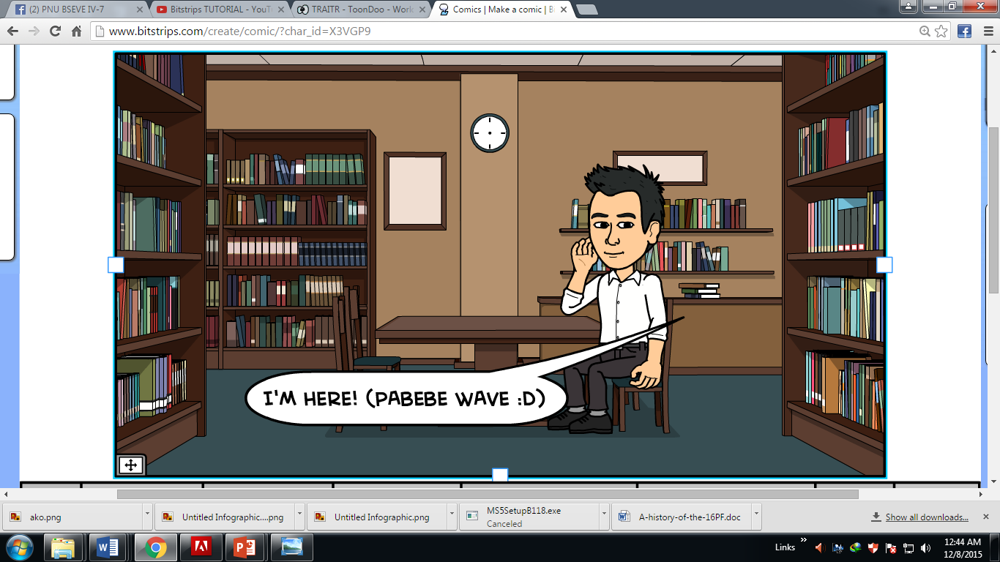 (2) PNU BSEVE IV-7
Bitstrips TUTORIAL - YouTu
TRAITR - ToonDoo - Worl
Comics | Make a comic | B
www.bitstrips.com/create/comic/?char_id=X3VGP9
I'M HERE! (PABEBE WAVE :D)
ako.png
Untitled Infographic....png
Untitled Infographic.png
MS5SetupB118.exe
Canceled
A-history-of-the-16PF.doc
Show all downloads...
Links
12:44 AM
12/8/2015